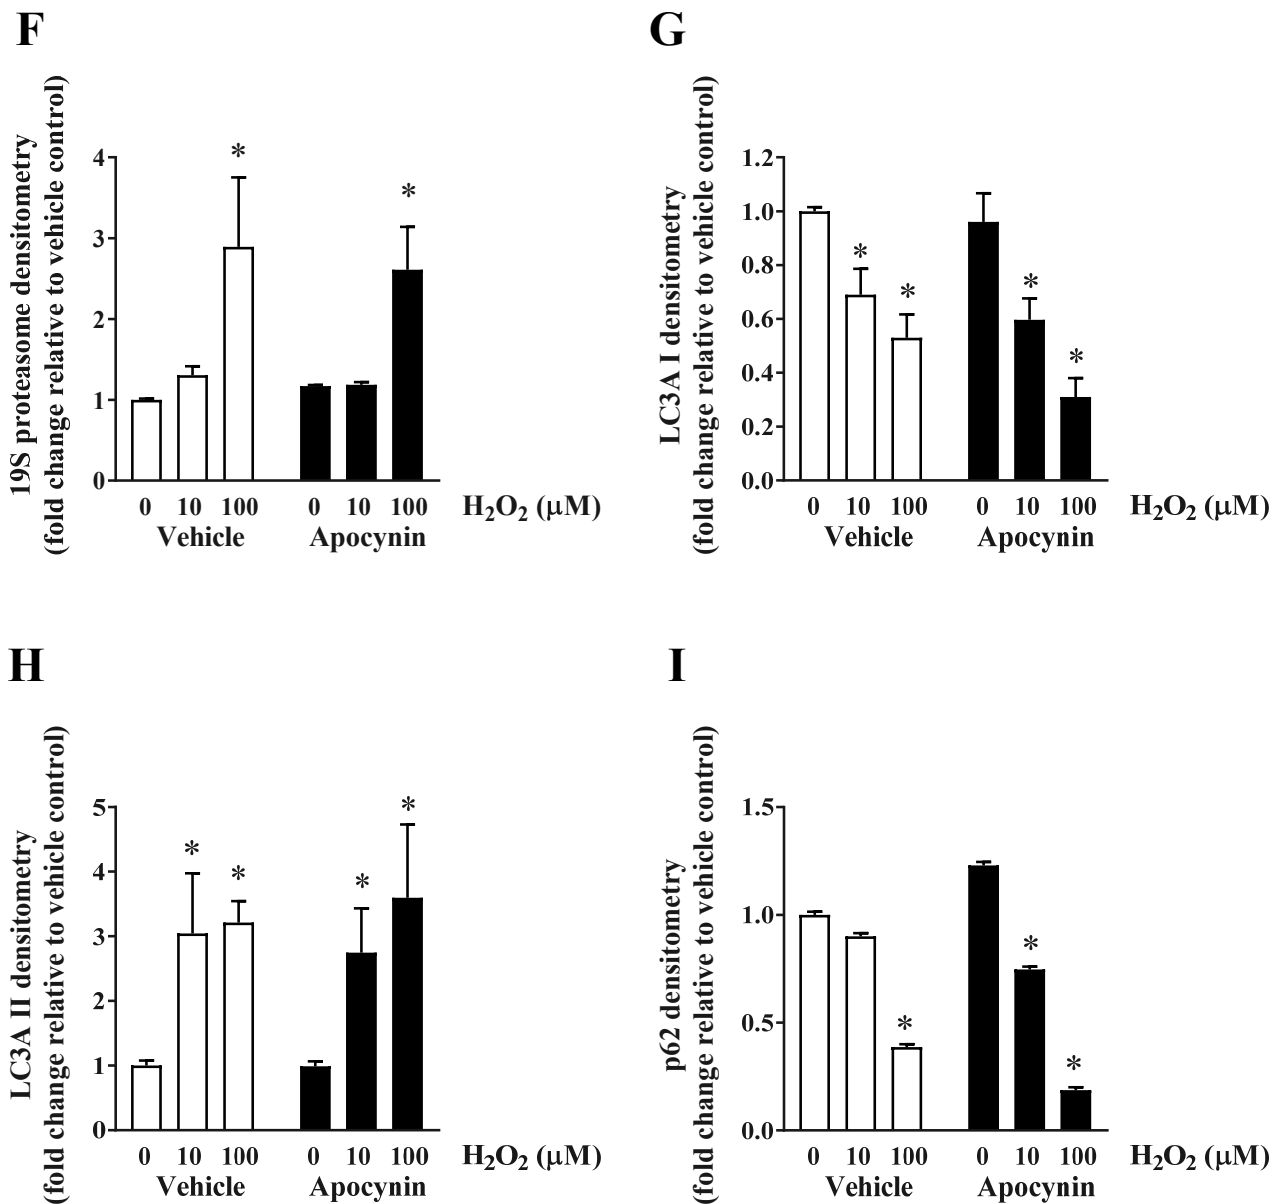 F
19S proteasome densitometry
(fold change relative to vehicle control)
4
*
*
3
2
1
0
0 10 100 0 10 100 H₂O₂ (µM)
Vehicle Apocynin
G
LC3A I densitometry
(fold change relative to vehicle control)
1.2
1.0
*
*
0.8
*
0.6
*
0.4
0.2
0.0
0 10 100 0 10 100 H₂O₂ (µM)
Vehicle Apocynin
H
LC3A II densitometry
(fold change relative to vehicle control)
5
*
*
*
*
4
3
2
1
0
0 10 100 0 10 100 H₂O₂ (µM)
Vehicle Apocynin
I
p62 densitometry
(fold change relative to vehicle control)
1.5
1.0
*
0.5
*
*
0.0
0 10 100 0 10 100 H₂O₂ (µM)
Vehicle Apocynin